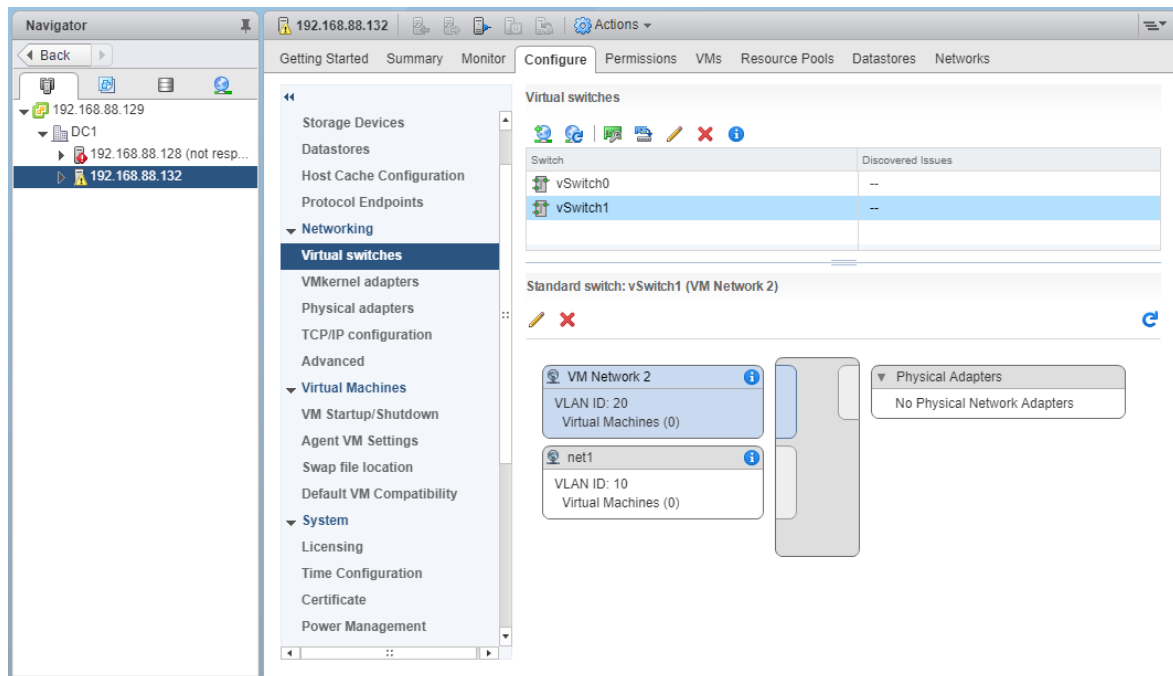 Navigator
Back
192.168.88.129
DC1
192.168.88.128 (not resp...
192.168.88.132
192.168.88.132
Actions
Getting Started Summary Monitor Configure Permissions VMs Resource Pools Datastores Networks
Storage Devices
Datastores
Host Cache Configuration
Protocol Endpoints
Networking
Virtual switches
VMkernel adapters
Physical adapters
TCP/IP configuration
Advanced
Virtual Machines
VM Startup/Shutdown
Agent VM Settings
Swap file location
Default VM Compatibility
System
Licensing
Time Configuration
Certificate
Power Management
Virtual switches
Switch Discovered Issues
vSwitch0 --
vSwitch1 --
Standard switch: vSwitch1 (VM Network 2)
VM Network 2
VLAN ID: 20
Virtual Machines (0)
net1
VLAN ID: 10
Virtual Machines (0)
Physical Adapters
No Physical Network Adapters